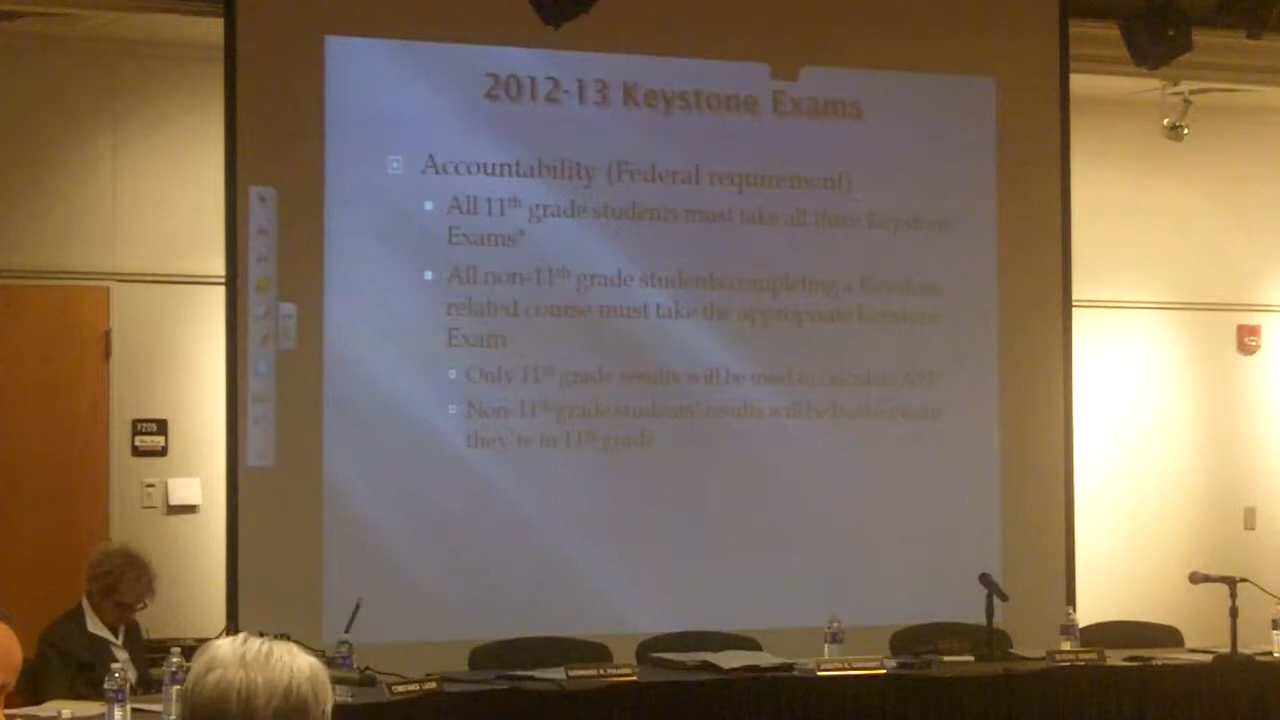 2012-13 Keystone Exams
Accountability (Federal requirement)
All 11th grade students must take all three Keystone
Exams*
All non-11th grade students completing a Keystone
related course must take the appropriate Keystone
Exam
Only 11th grade results will be used to calculate AYP
Non-11th grade students' results will be banked until
they're in 11th grade
F205